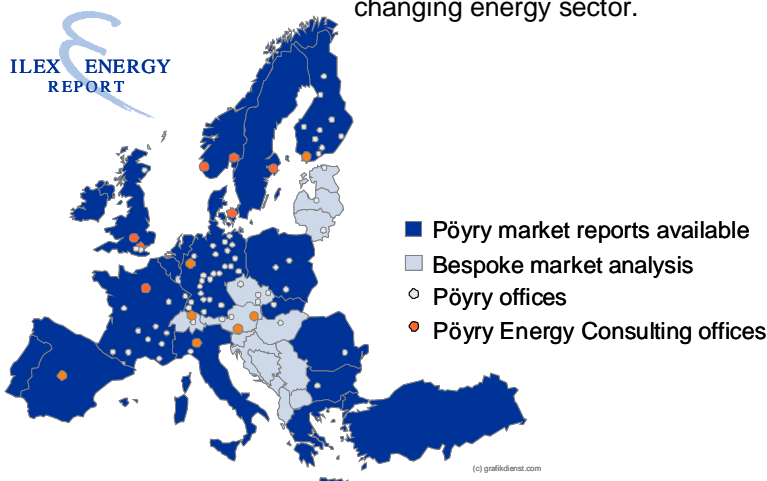 changing energy sector.
ILEX ENERGY
REPORT
Pöyry market reports available
Bespoke market analysis
Pöyry offices
Pöyry Energy Consulting offices
(c) grafikdienst.com